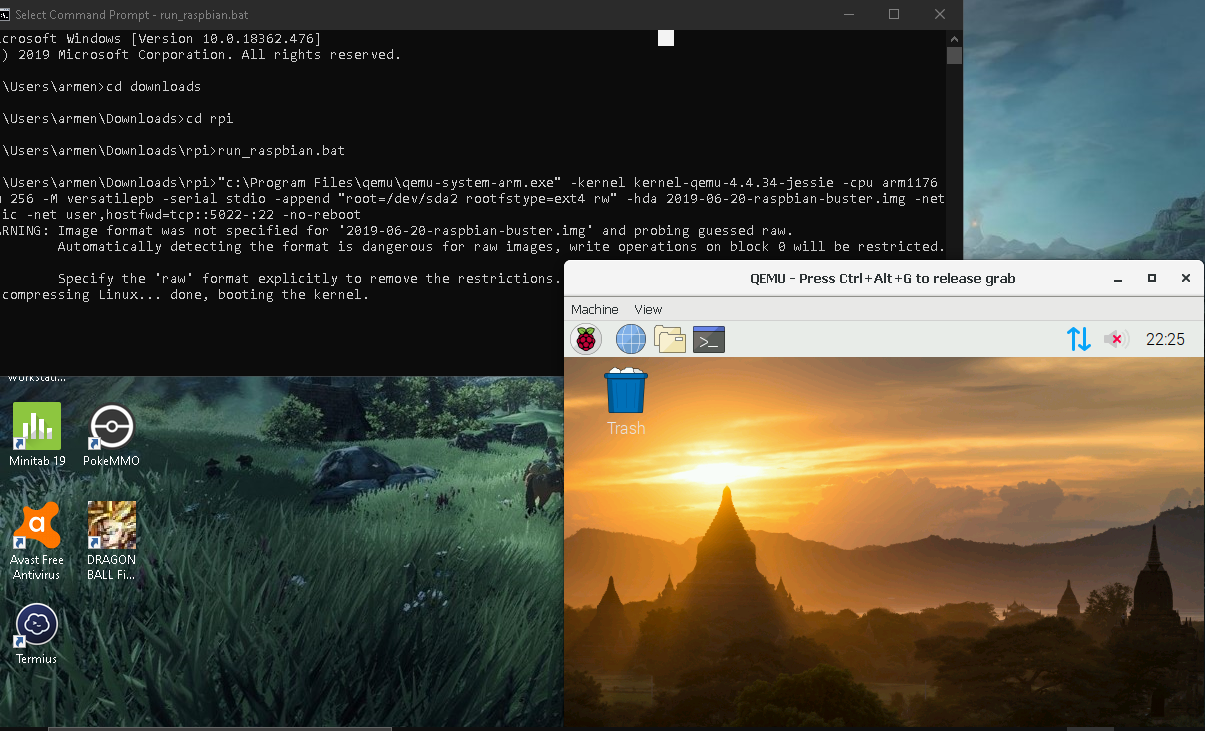 Select Command Prompt - run_raspbian.bat
crosoft Windows [Version 10.0.18362.476]
) 2019 Microsoft Corporation. All rights reserved.
\Users\armen>cd downloads
\Users\armen\Downloads>cd rpi
\Users\armen\Downloads\rpi>run_raspbian.bat
\Users\armen\Downloads\rpi>"c:\Program Files\qemu\qemu-system-arm.exe" -kernel kernel-qemu-4.4.34-jessie -cpu arm1176
256 -M versatilepb -serial stdio -append "root=/dev/sda2 rootfstype=ext4 rw" -hda 2019-06-20-raspbian-buster.img -net
ic -net user,hostfwd=tcp::5022-:22 -no-reboot
RNING: Image format was not specified for '2019-06-20-raspbian-buster.img' and probing guessed raw.
Automatically detecting the format is dangerous for raw images, write operations on block 0 will be restricted.
Specify the 'raw' format explicitly to remove the restrictions.
compressing Linux... done, booting the kernel.
QEMU - Press Ctrl+Alt+G to release grab
Machine View
>_
22:25
Trash
Workstati...
Minitab 19
PokeMMO
Avast Free
Antivirus
DRAGON
BALL Fi...
Termius